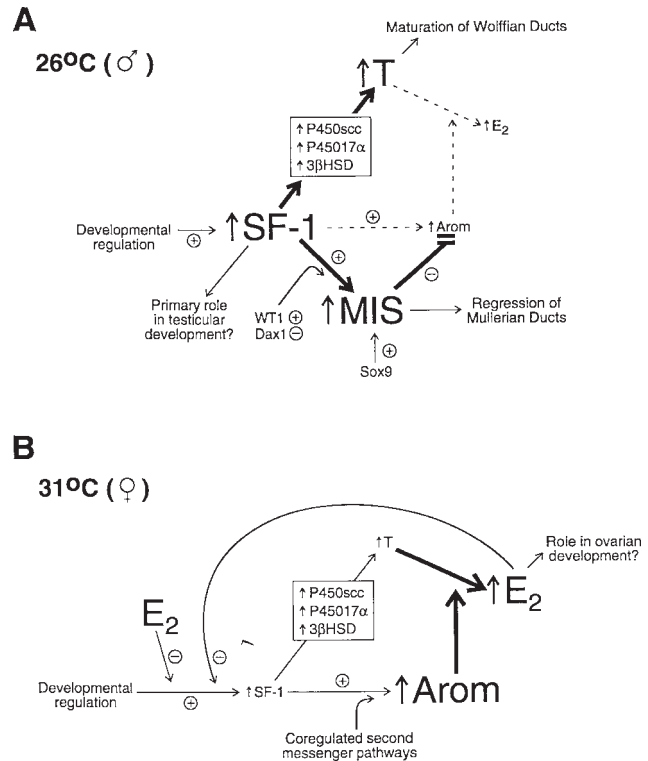 A
26ºC (♂)
Maturation of Wolffian Ducts
↑T
↑E₂
↑ P450scc
↑ P45017α
↑ 3βHSD
Developmental
regulation
⊕
↑SF-1
⊕
↑Arom
⊕
⊖
Primary role
in testicular
development?
WT1 ⊕
Dax1 ⊖
↑MIS
Regression of
Mullerian Ducts
⊕
Sox9
B
31ºC (♀)
↑T
Role in ovarian
development?
↑E₂
↑ P450scc
↑ P45017α
↑ 3βHSD
E₂
⊖
⊖
Developmental
regulation
⊕
↑SF-1
⊕
↑Arom
Coregulated second
messenger pathways